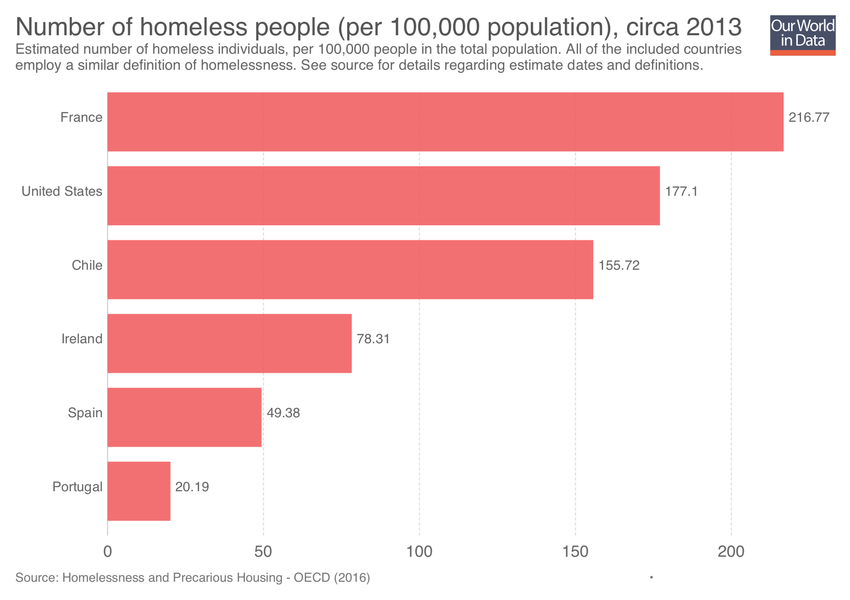 Number of homeless people (per 100,000 population), circa 2013
Our World
in Data
Estimated number of homeless individuals, per 100,000 people in the total population. All of the included countries
employ a similar definition of homelessness. See source for details regarding estimate dates and definitions.
France 216.77
United States 177.1
Chile 155.72
Ireland 78.31
Spain 49.38
Portugal 20.19
0 50 100 150 200
Source: Homelessness and Precarious Housing - OECD (2016)